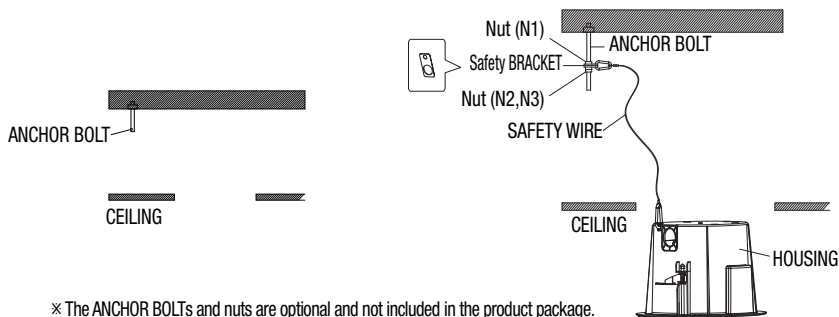 ANCHOR BOLT
CEILING
Nut (N1)
ANCHOR BOLT
Safety BRACKET
Nut (N2,N3)
SAFETY WIRE
CEILING
HOUSING
※ The ANCHOR BOLTs and nuts are optional and not included in the product package.